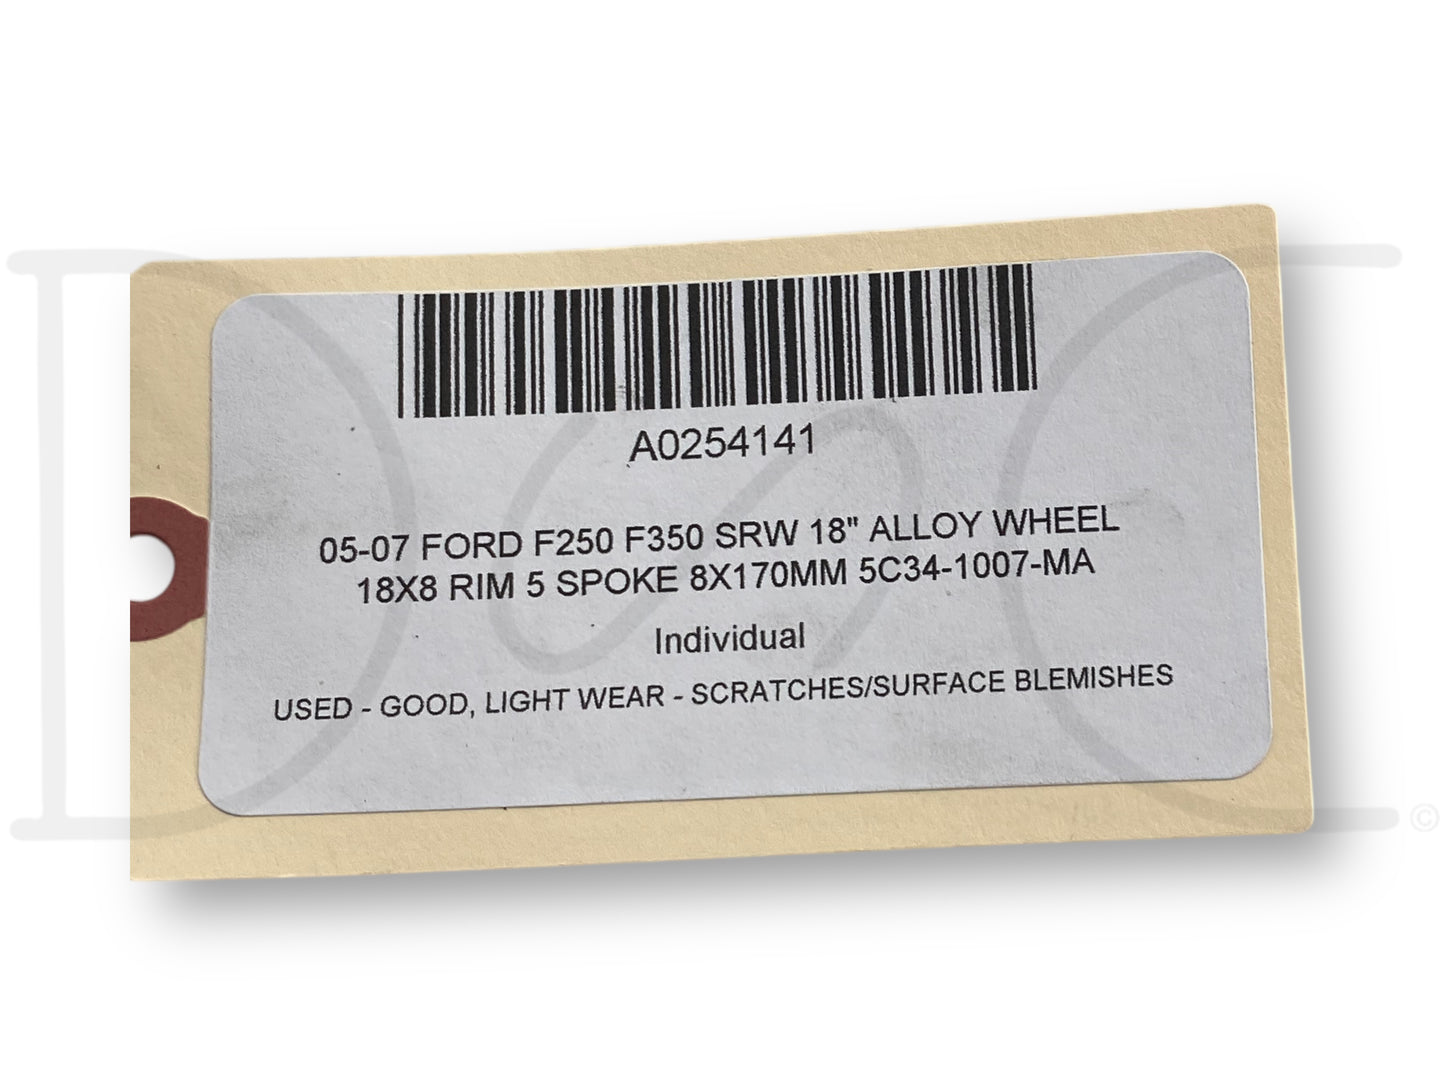 A0254141
05-07 FORD F250 F350 SRW 18" ALLOY WHEEL
18X8 RIM 5 SPOKE 8X170MM 5C34-1007-MA
Individual
USED - GOOD, LIGHT WEAR - SCRATCHES/SURFACE BLEMISHES
©